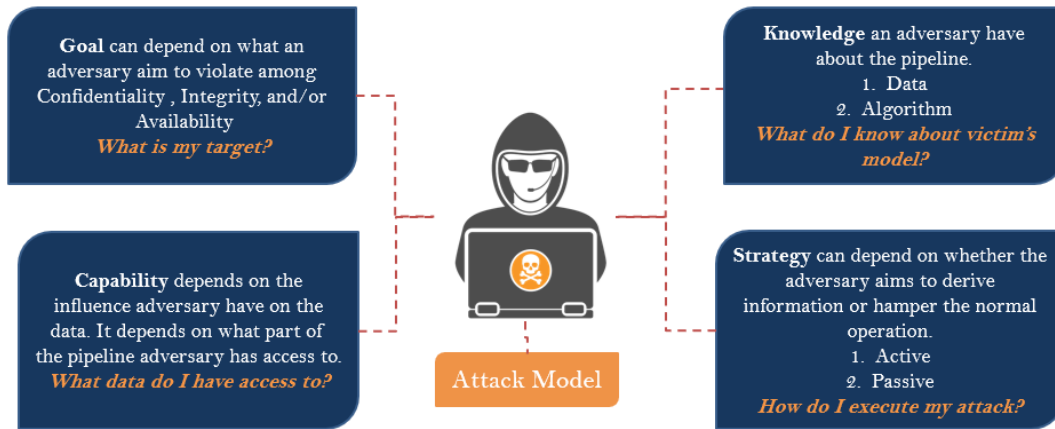 Goal can depend on what an
adversary aim to violate among
Confidentiality , Integrity, and/or
Availability
What is my target?
Knowledge an adversary have
about the pipeline.
1. Data
2. Algorithm
What do I know about victim's
model?
Capability depends on the
influence adversary have on the
data. It depends on what part of
the pipeline adversary has access to.
What data do I have access to?
Strategy can depend on whether the
adversary aims to derive
information or hamper the normal
operation.
1. Active
2. Passive
How do I execute my attack?
Attack Model